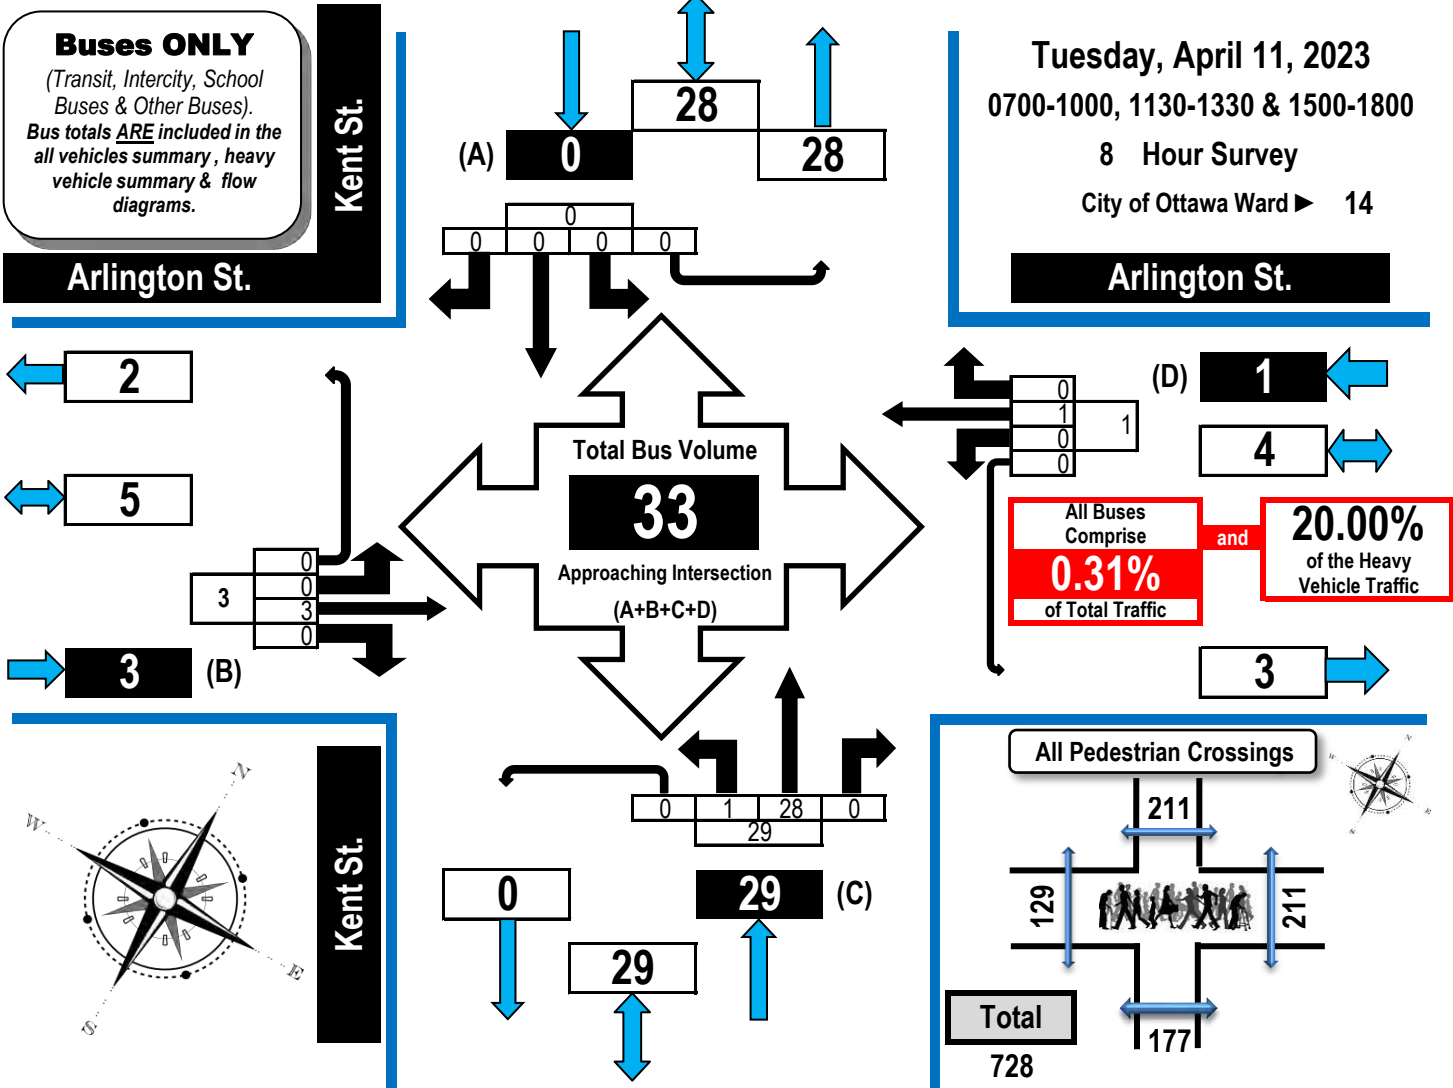 Buses ONLY
(Transit, Intercity, School
Buses & Other Buses).
Bus totals ARE included in the
all vehicles summary , heavy
vehicle summary & flow
diagrams.
Kent St.
Arlington St.
28
(A) 0
28
0
0 0 0 0
Tuesday, April 11, 2023
0700-1000, 1130-1330 & 1500-1800
8 Hour Survey
City of Ottawa Ward ► 14
Arlington St.
2
5
0
0
3
3
0
3 (B)
Total Bus Volume
33
Approaching Intersection
(A+B+C+D)
(D) 1
0
1
1
0
0
4
All Buses
Comprise
0.31%
of Total Traffic
and
20.00%
of the Heavy
Vehicle Traffic
3
Kent St.
N
W
E
S
0 1 28 0
29
0
29 (C)
29
All Pedestrian Crossings
N
W
E
S
211
129
211
177
Total
728